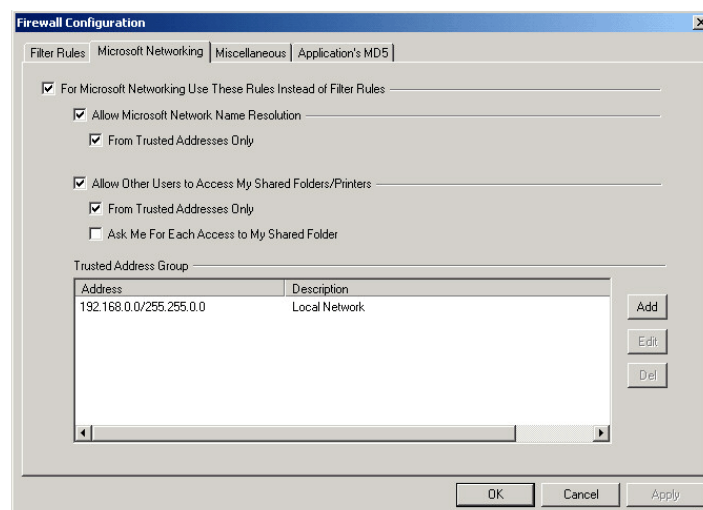 Firewall Configuration
Filter Rules Microsoft Networking Miscellaneous Application's MD5
For Microsoft Networking Use These Rules Instead of Filter Rules
Allow Microsoft Network Name Resolution
From Trusted Addresses Only
Allow Other Users to Access My Shared Folders/Printers
From Trusted Addresses Only
Ask Me For Each Access to My Shared Folder
Trusted Address Group
Address Description
192.168.0.0/255.255.0.0 Local Network
Add
Edit
Del
OK Cancel Apply